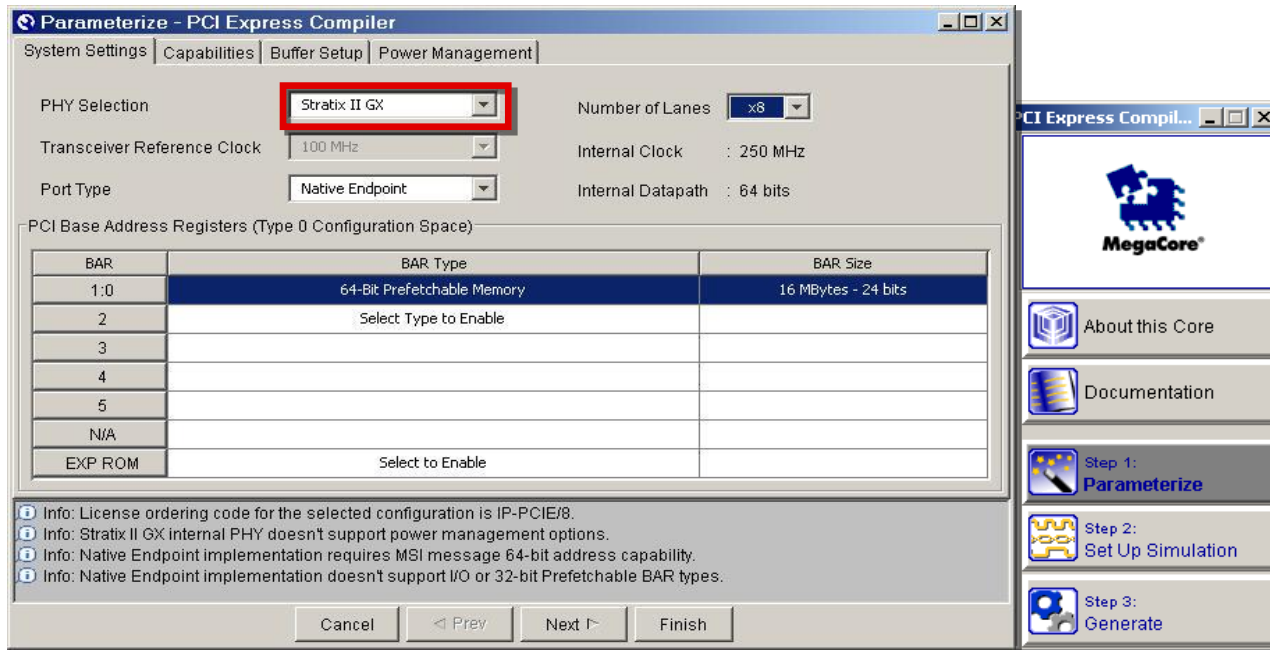 Parameterize - PCI Express Compiler
System Settings Capabilities Buffer Setup Power Management
PHY Selection Stratix II GX Number of Lanes x8
Transceiver Reference Clock 100 MHz Internal Clock : 250 MHz
Port Type Native Endpoint Internal Datapath : 64 bits
PCI Base Address Registers (Type 0 Configuration Space)
BAR BAR Type BAR Size
1:0 64-Bit Prefetchable Memory 16 MBytes - 24 bits
2 Select Type to Enable
3
4
5
N/A
EXP ROM Select to Enable
Info: License ordering code for the selected configuration is IP-PCIE/8.
Info: Stratix II GX internal PHY doesn't support power management options.
Info: Native Endpoint implementation requires MSI message 64-bit address capability.
Info: Native Endpoint implementation doesn't support I/O or 32-bit Prefetchable BAR types.
Cancel Prev Next Finish
PCI Express Compil...
MegaCore®
About this Core
Documentation
Step 1:
Parameterize
Step 2:
Set Up Simulation
Step 3:
Generate